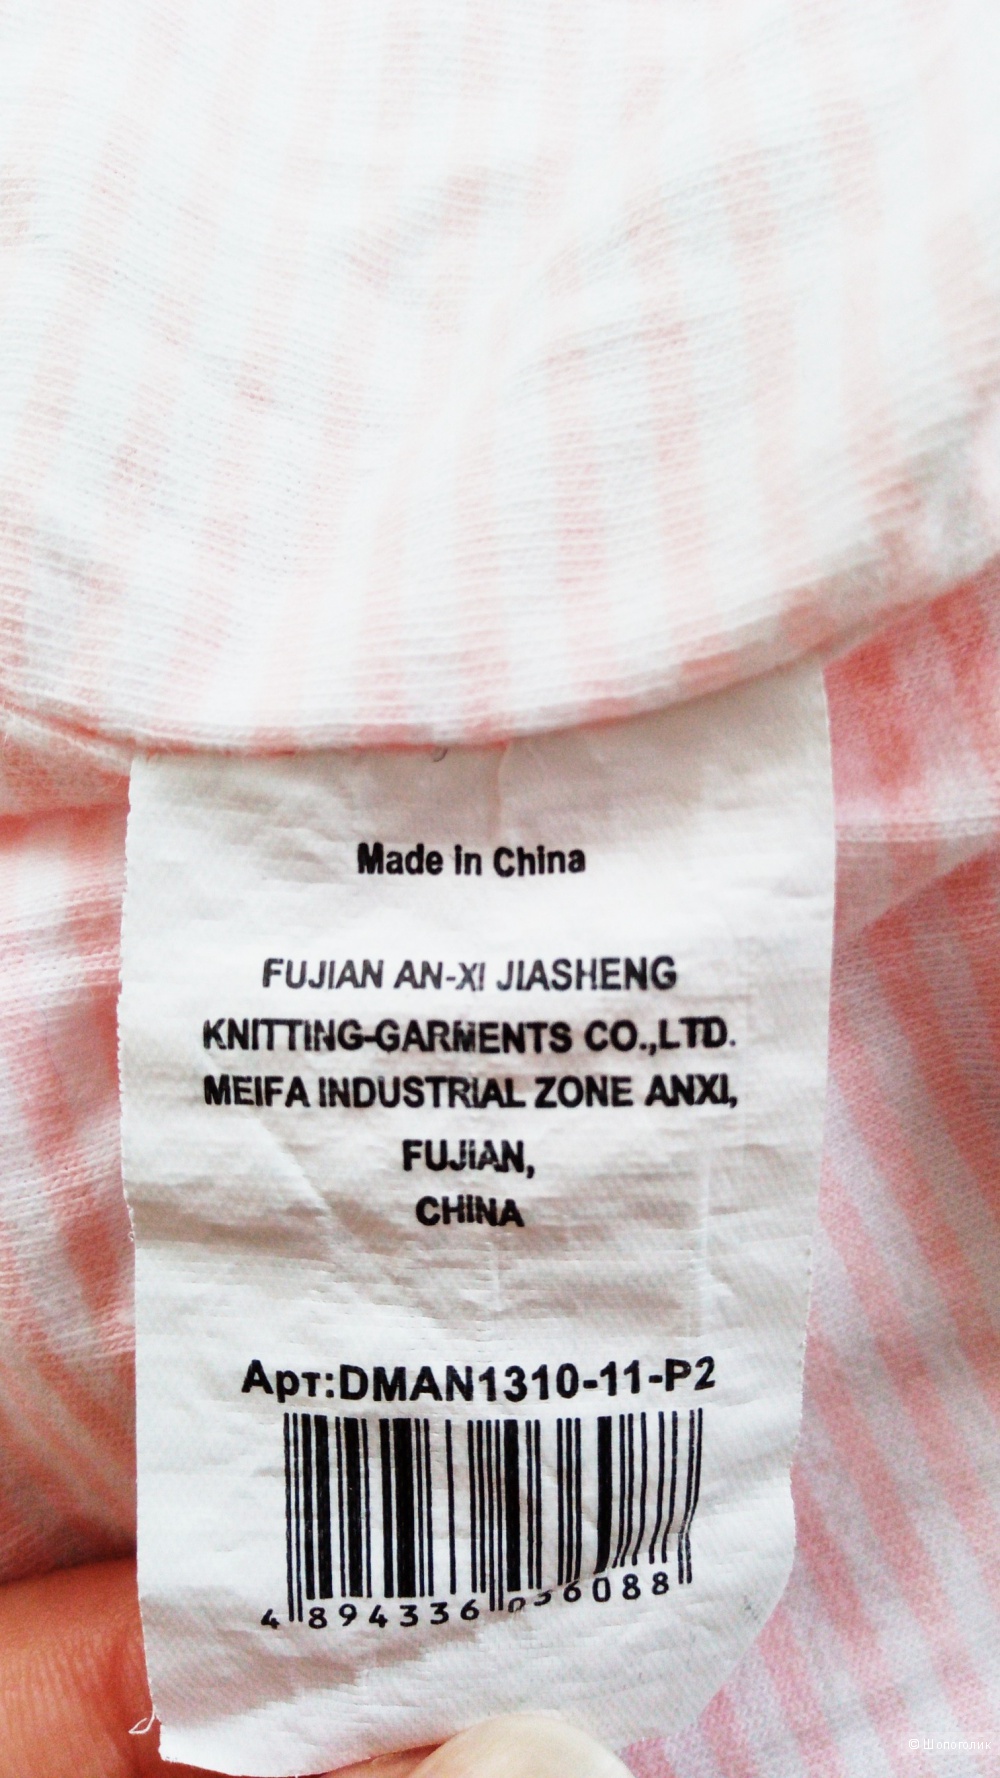 Made in China
FUJIAN AN-XI JIASHENG
KNITTING-GARMENTS CO.,LTD.
MEIFA INDUSTRIAL ZONE ANXI,
FUJIAN,
CHINA
Арт:DMAN1310-11-P2
4 894336 036088
© Шопоголик